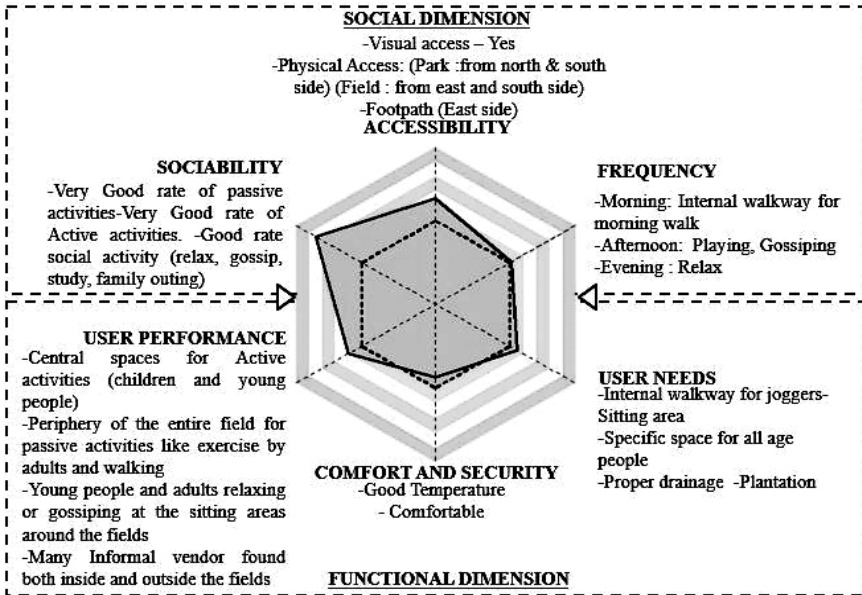 SOCIAL DIMENSION
-Visual access – Yes
-Physical Access: (Park :from north & south
side) (Field : from east and south side)
-Footpath (East side)
ACCESSIBILITY
SOCIABILITY
-Very Good rate of passive
activities-Very Good rate of
Active activities. -Good rate
social activity (relax, gossip,
study, family outing)
FREQUENCY
-Morning: Internal walkway for
morning walk
-Afternoon: Playing, Gossiping
-Evening : Relax
USER PERFORMANCE
-Central spaces for Active
activities (children and young
people)
-Periphery of the entire field for
passive activities like exercise by
adults and walking
-Young people and adults relaxing
or gossiping at the sitting areas
around the fields
-Many Informal vendor found
both inside and outside the fields
USER NEEDS
-Internal walkway for joggers-
Sitting area
-Specific space for all age
people
-Proper drainage -Plantation
COMFORT AND SECURITY
-Good Temperature
- Comfortable
FUNCTIONAL DIMENSION